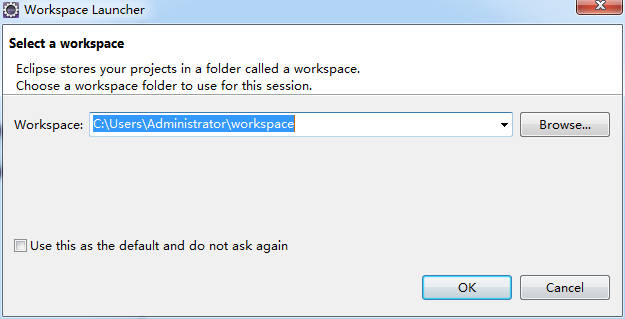 Workspace Launcher
Select a workspace
Eclipse stores your projects in a folder called a workspace.
Choose a workspace folder to use for this session.
Workspace: C:\Users\Administrator\workspace Browse...
Use this as the default and do not ask again
OK Cancel